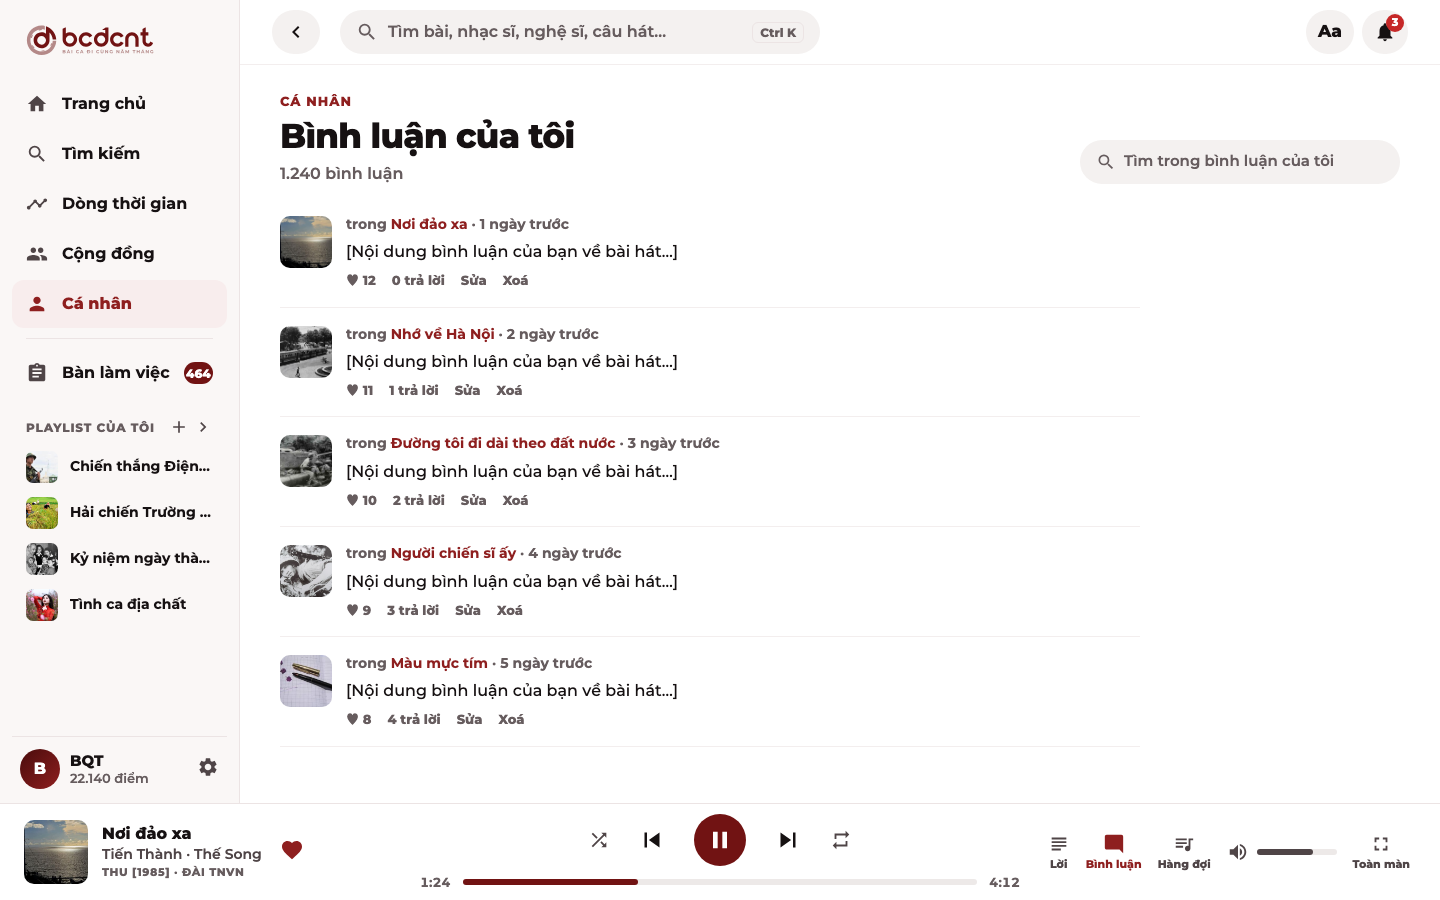 bcdcnt
BÀI CA ĐI CÙNG NĂM THÁNG
Trang chủ
Tìm kiếm
Dòng thời gian
Cộng đồng
Cá nhân
Bàn làm việc 464
PLAYLIST CỦA TÔI
Chiến thắng Điện...
Hải chiến Trường ...
Kỷ niệm ngày thà...
Tình ca địa chất
B
BQT
22.140 điểm
Tìm bài, nhạc sĩ, nghệ sĩ, câu hát... Ctrl K
Aa
3
CÁ NHÂN
Bình luận của tôi
1.240 bình luận
Tìm trong bình luận của tôi
trong Nơi đảo xa · 1 ngày trước
[Nội dung bình luận của bạn về bài hát...]
12 0 trả lời Sửa Xoá
trong Nhớ về Hà Nội · 2 ngày trước
[Nội dung bình luận của bạn về bài hát...]
11 1 trả lời Sửa Xoá
trong Đường tôi đi dài theo đất nước · 3 ngày trước
[Nội dung bình luận của bạn về bài hát...]
10 2 trả lời Sửa Xoá
trong Người chiến sĩ ấy · 4 ngày trước
[Nội dung bình luận của bạn về bài hát...]
9 3 trả lời Sửa Xoá
trong Màu mực tím · 5 ngày trước
[Nội dung bình luận của bạn về bài hát...]
8 4 trả lời Sửa Xoá
Nơi đảo xa
Tiến Thành · Thế Song
THU [1985] · ĐÀI TNVN
1:24
4:12
Lời
Bình luận
Hàng đợi
Toàn màn